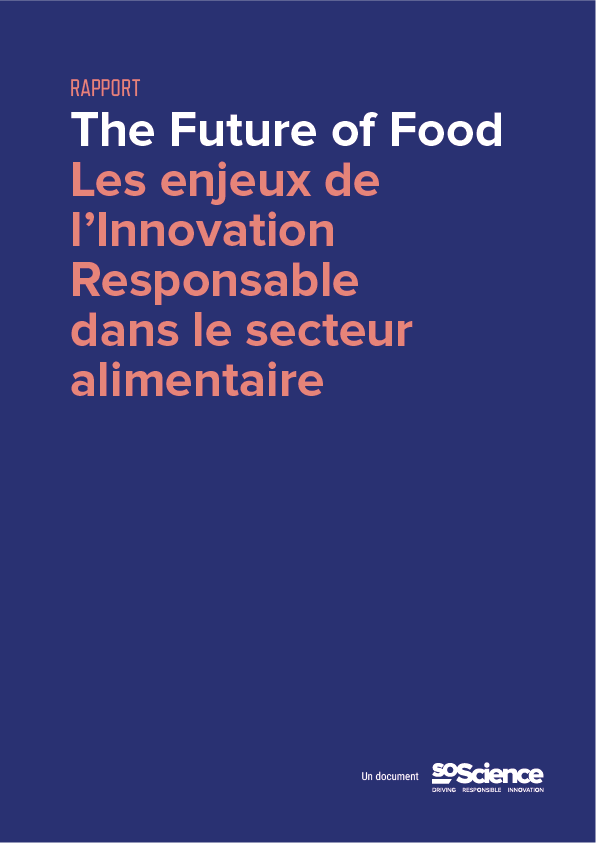 RAPPORT
The Future of Food
Les enjeux de
l’Innovation
Responsable
dans le secteur
alimentaire
Un document
soScience
DRIVING RESPONSIBLE INNOVATION